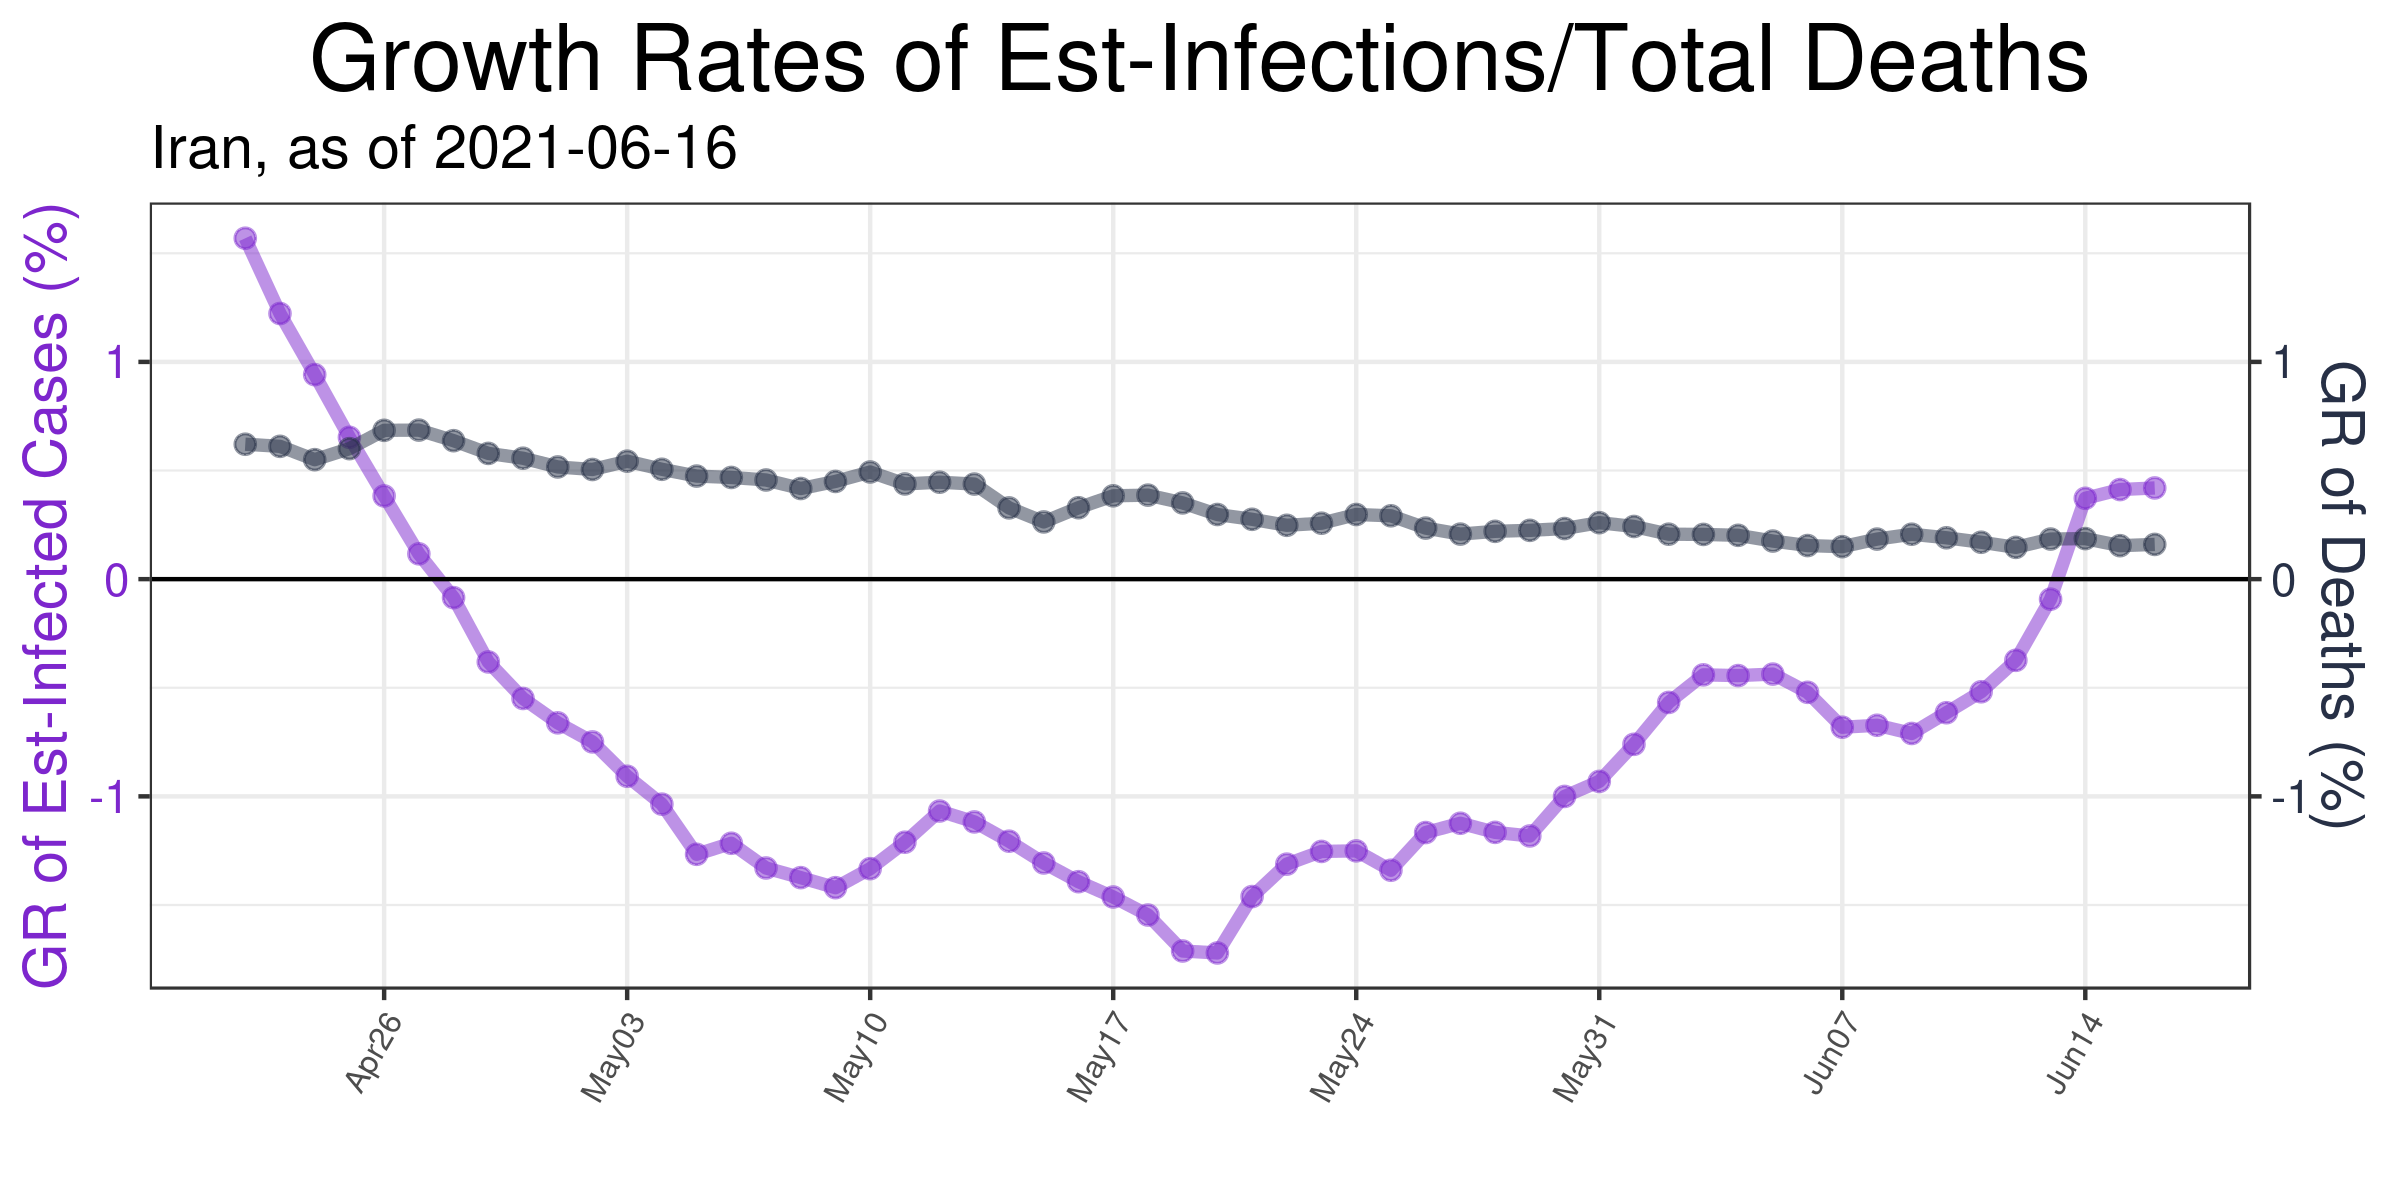 Growth Rates of Est-Infections/Total Deaths
Iran, as of 2021-06-16
GR of Est-Infected Cases (%)
1
0
-1
1
0
-1
GR of Deaths (%)
Apr26
May03
May10
May17
May24
May31
Jun07
Jun14